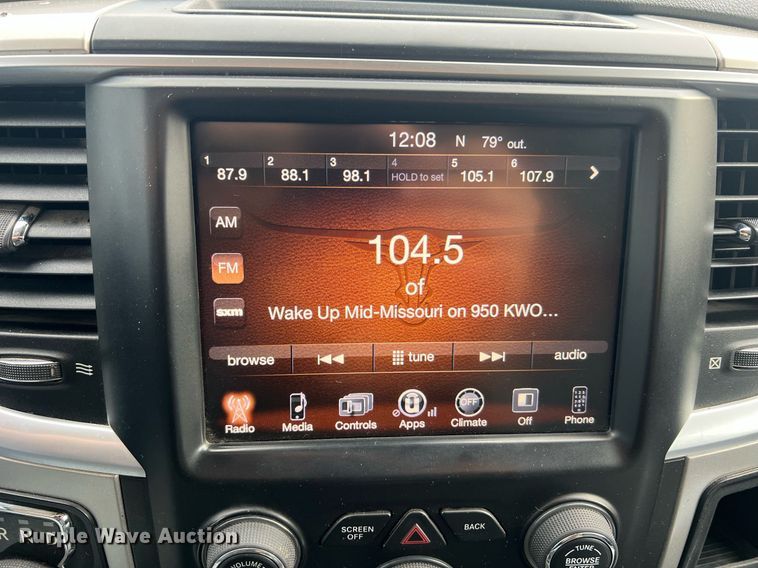 12:08 N 79° out.
1 2 3 4 5 6
87.9 88.1 98.1 HOLD to set 105.1 107.9
AM
104.5
FM
of
sxm
Wake Up Mid-Missouri on 950 KWO...
browse tune audio
Radio Media Controls Apps OFF Climate Off Phone
SCREEN OFF BACK TUNE
VOLUME BROWSE
ENTER
Purple Wave Auction